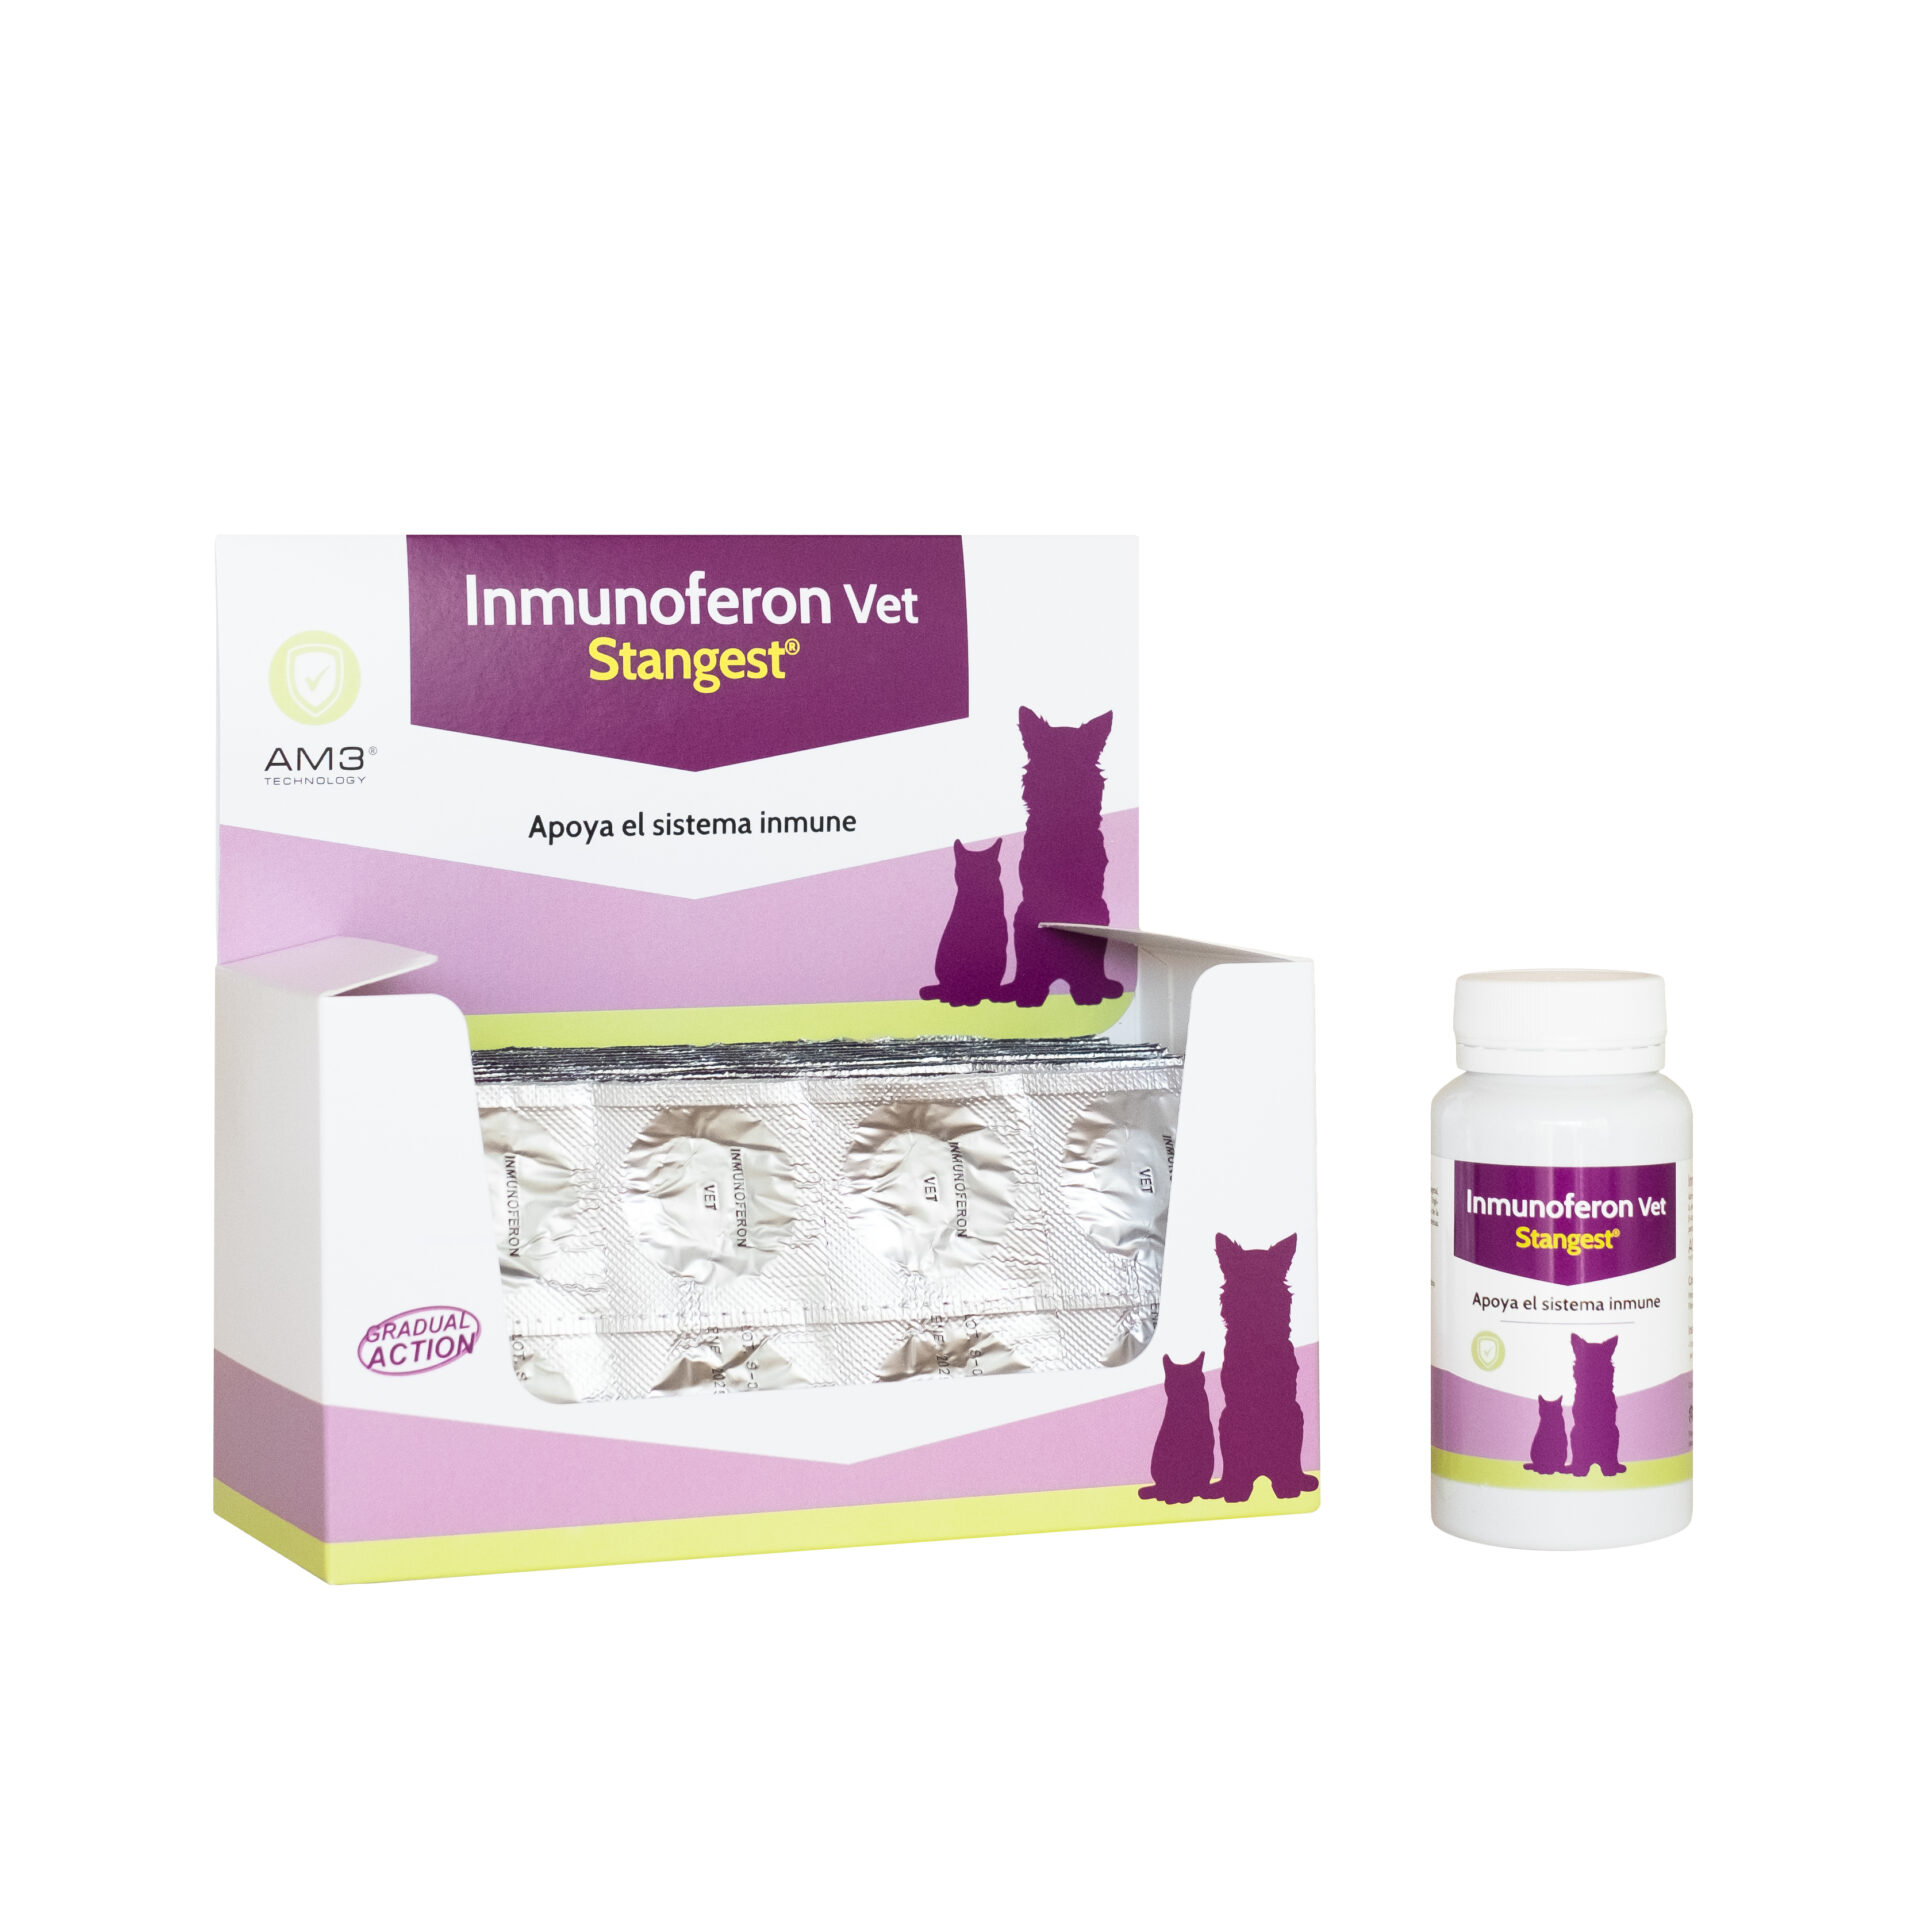 Inmunoferon Vet
Stangest®
AM3®
TECHNOLOGY
Apoya el sistema inmune
INMUNOFERON
INMUNOFERON
VET
INMUNOFERON
VET
VET
GRADUAL
ACTION
Inmunoferon Vet
Stangest®
Apoya el sistema inmune